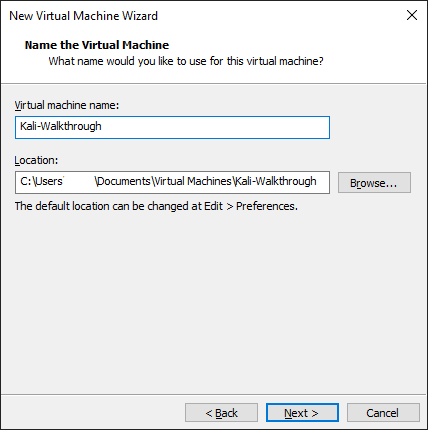 New Virtual Machine Wizard
Name the Virtual Machine
What name would you like to use for this virtual machine?
Virtual machine name:
Kali-Walkthrough
Location:
C:\Users\ \Documents\Virtual Machines\Kali-Walkthrough
Browse...
The default location can be changed at Edit > Preferences.
< Back Next > Cancel